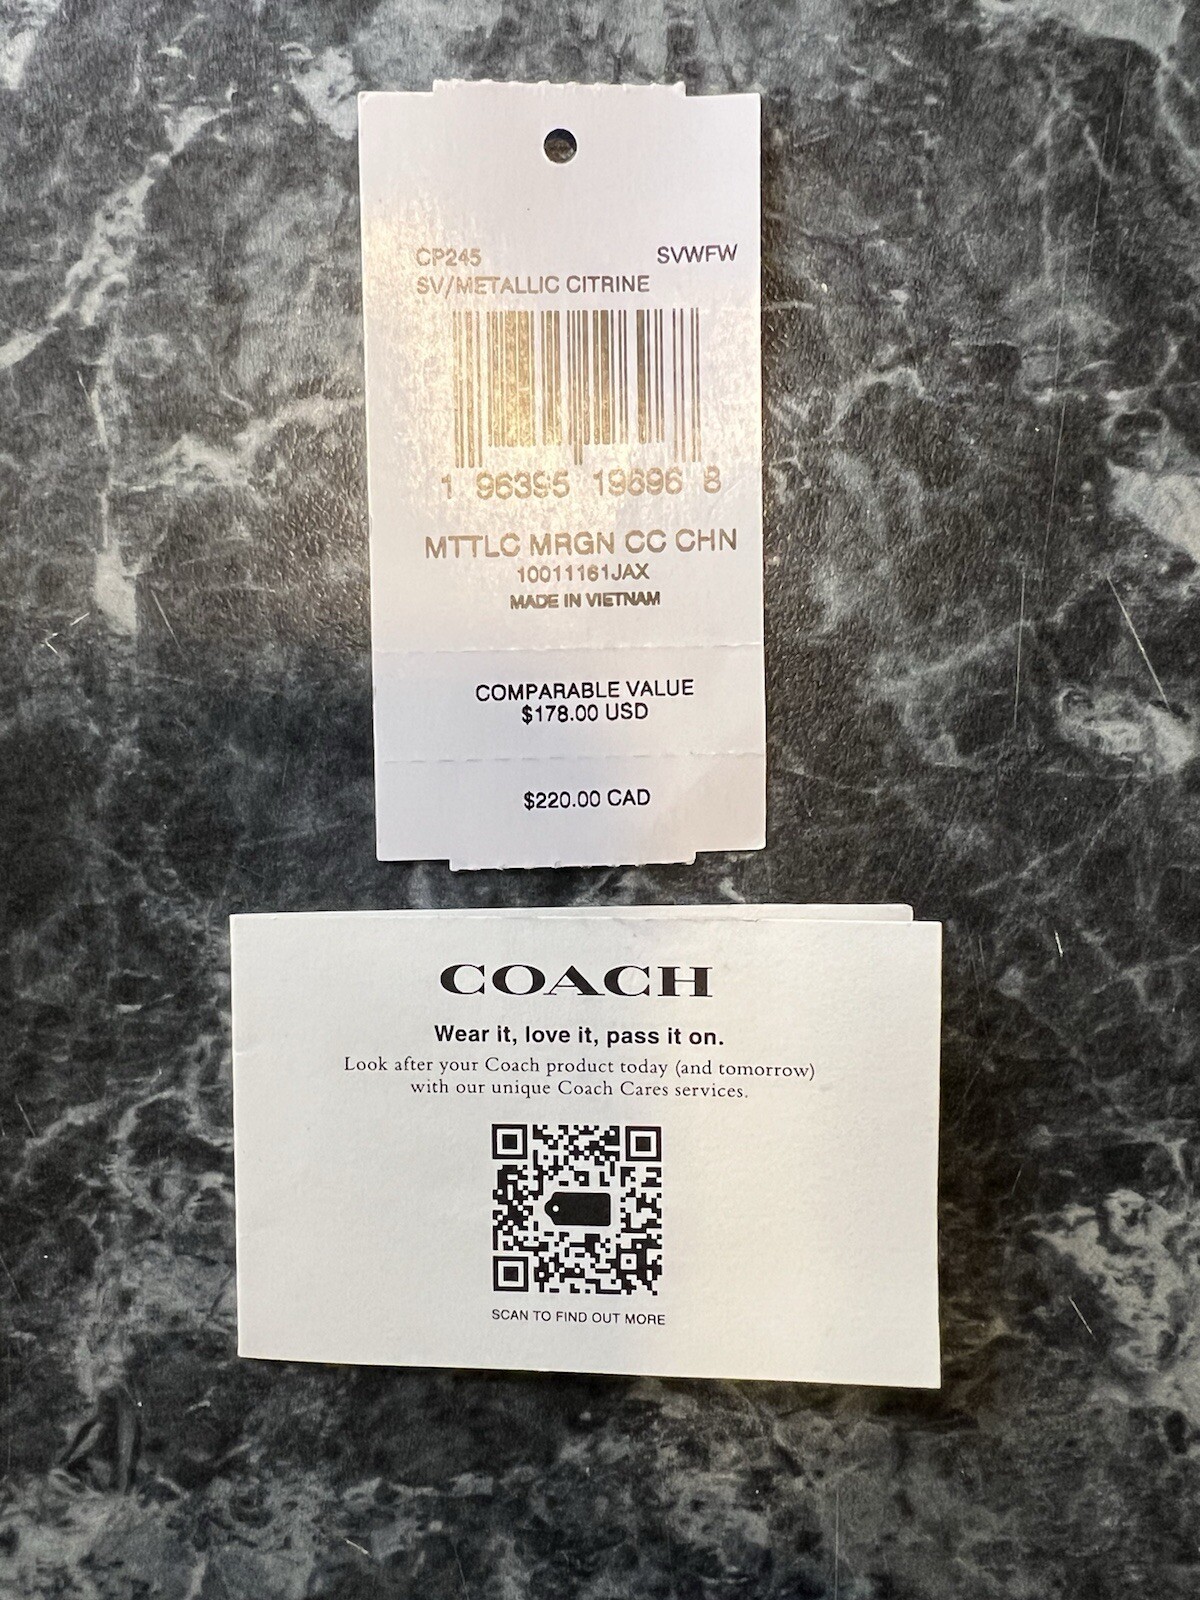 CP245 SVWFW
SV/METALLIC CITRINE
1 96395 19696 8
MTTLC MRGN CC CHN
10011161JAX
MADE IN VIETNAM
COMPARABLE VALUE
$178.00 USD
$220.00 CAD
COACH
Wear it, love it, pass it on.
Look after your Coach product today (and tomorrow)
with our unique Coach Cares services.
SCAN TO FIND OUT MORE